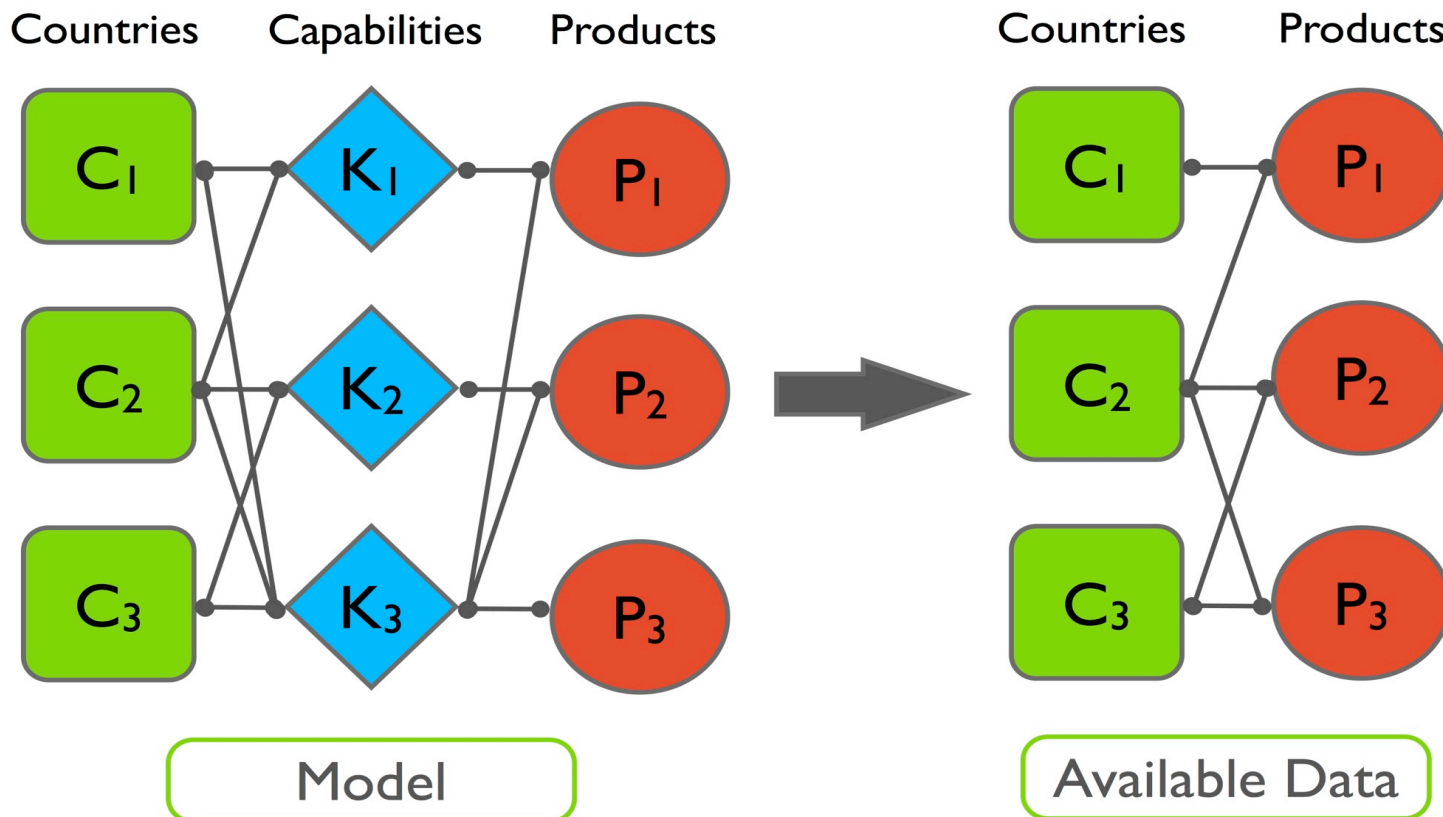 Countries Capabilities Products Countries Products
C₁ K₁ P₁ C₁ P₁
C₂ K₂ P₂ C₂ P₂
C₃ K₃ P₃ C₃ P₃
Model Available Data